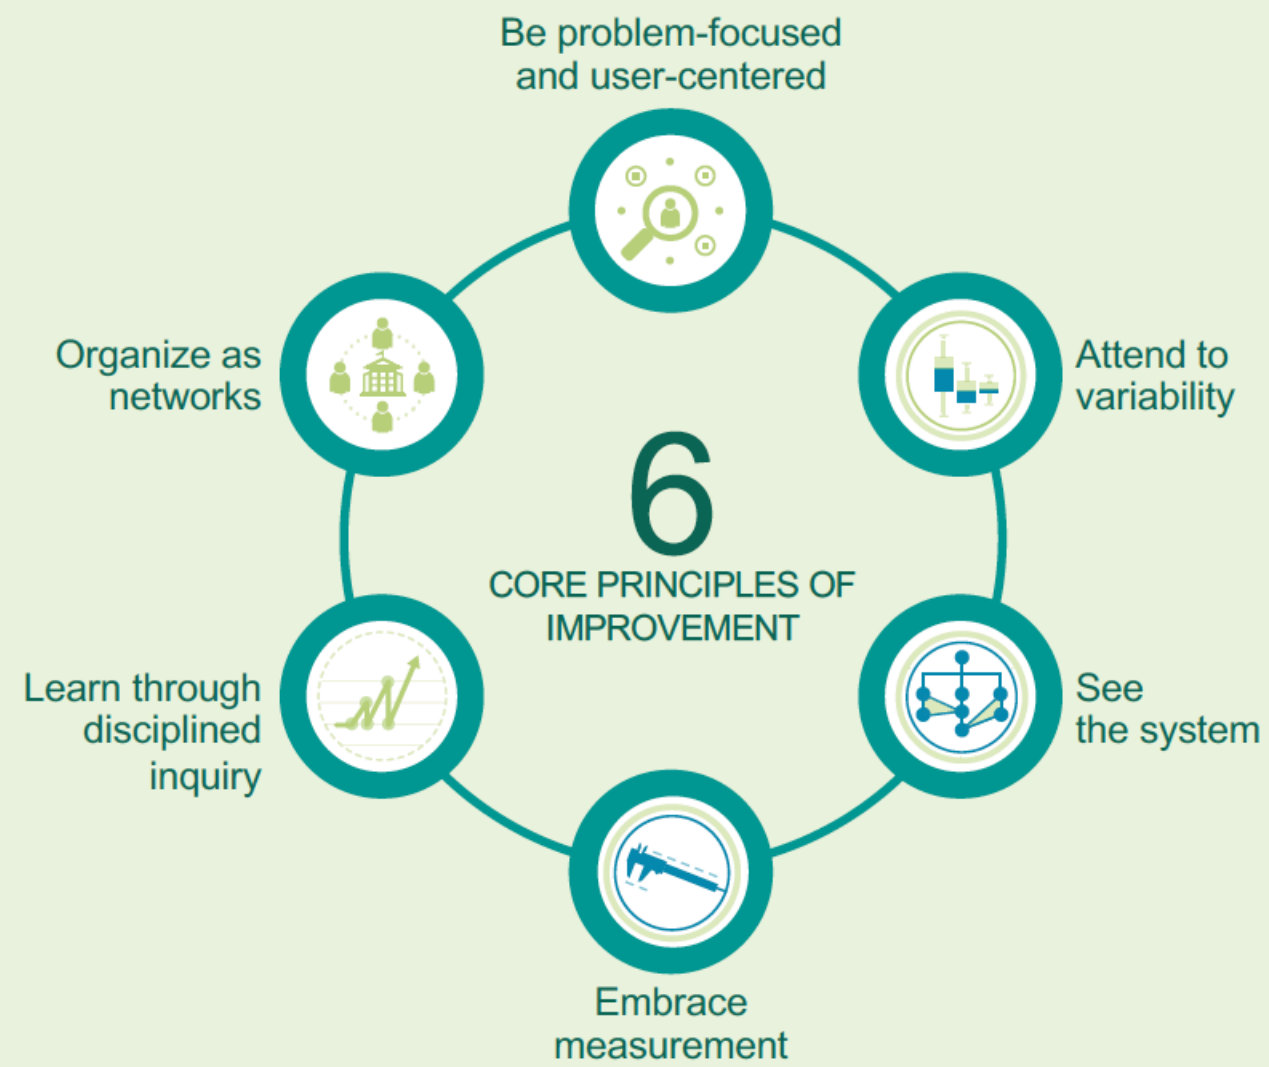 Be problem-focused
and user-centered
Attend to
variability
See
the system
Embrace
measurement
Learn through
disciplined
inquiry
Organize as
networks
6
CORE PRINCIPLES OF
IMPROVEMENT